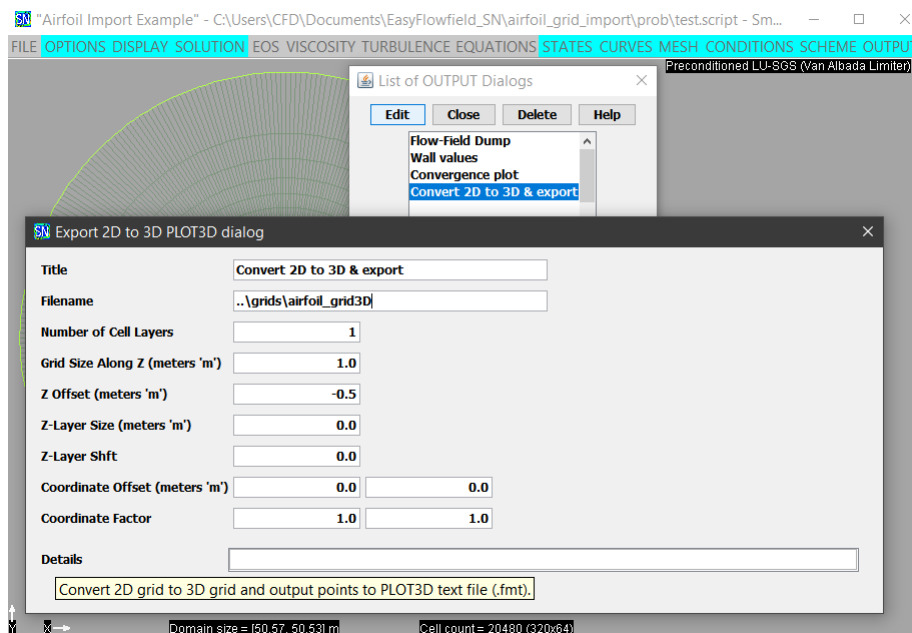 "Airfoil Import Example" - C:\Users\CFD\Documents\EasyFlowfield_SN\airfoil_grid_import\prob\test.script - Sm...
FILE OPTIONS DISPLAY SOLUTION EOS VISCOSITY TURBULENCE EQUATIONS STATES CURVES MESH CONDITIONS SCHEME OUTPUT
Preconditioned LU-SGS (Van Albada Limiter)
List of OUTPUT Dialogs
Edit Close Delete Help
Flow-Field Dump
Wall values
Convergence plot
Convert 2D to 3D & export
SN Export 2D to 3D PLOT3D dialog
Title Convert 2D to 3D & export
Filename ..\grids\airfoil_grid3D
Number of Cell Layers 1
Grid Size Along Z (meters 'm') 1.0
Z Offset (meters 'm') -0.5
Z-Layer Size (meters 'm') 0.0
Z-Layer Shft 0.0
Coordinate Offset (meters 'm') 0.0 0.0
Coordinate Factor 1.0 1.0
Details
Convert 2D grid to 3D grid and output points to PLOT3D text file (.fmt).
Y X Domain size = [50.57, 50.53] m Cell count = 20480 (320x64)